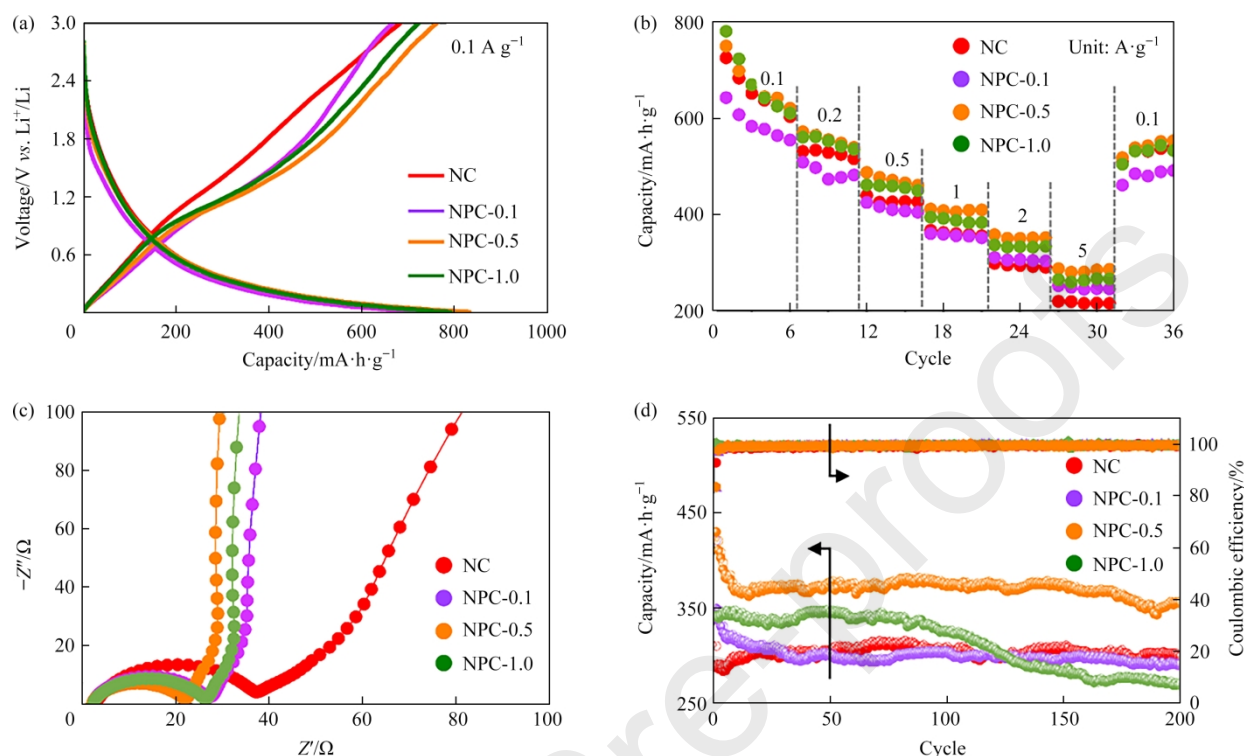 (a)
0.1 A g⁻¹
NC
NPC-0.1
NPC-0.5
NPC-1.0
3.0
2.4
1.8
1.2
0.6
Voltage/V vs. Li⁺/Li
0 200 400 600 800 1000
Capacity/mA·h·g⁻¹
(b)
NC
NPC-0.1
NPC-0.5
NPC-1.0
Unit: A·g⁻¹
0.1
0.2
0.5
1
2
5
0.1
800
600
400
200
Capacity/mA·h·g⁻¹
0 6 12 18 24 30 36
Cycle
(c)
NC
NPC-0.1
NPC-0.5
NPC-1.0
100
80
60
40
20
0
−Z″/Ω
20 40 60 80 100
Z′/Ω
(d)
NC
NPC-0.1
NPC-0.5
NPC-1.0
550
450
350
250
Capacity/mA·h·g⁻¹
100
80
60
40
20
0
Coulombic efficiency/%
0 50 100 150 200
Cycle
re proofs